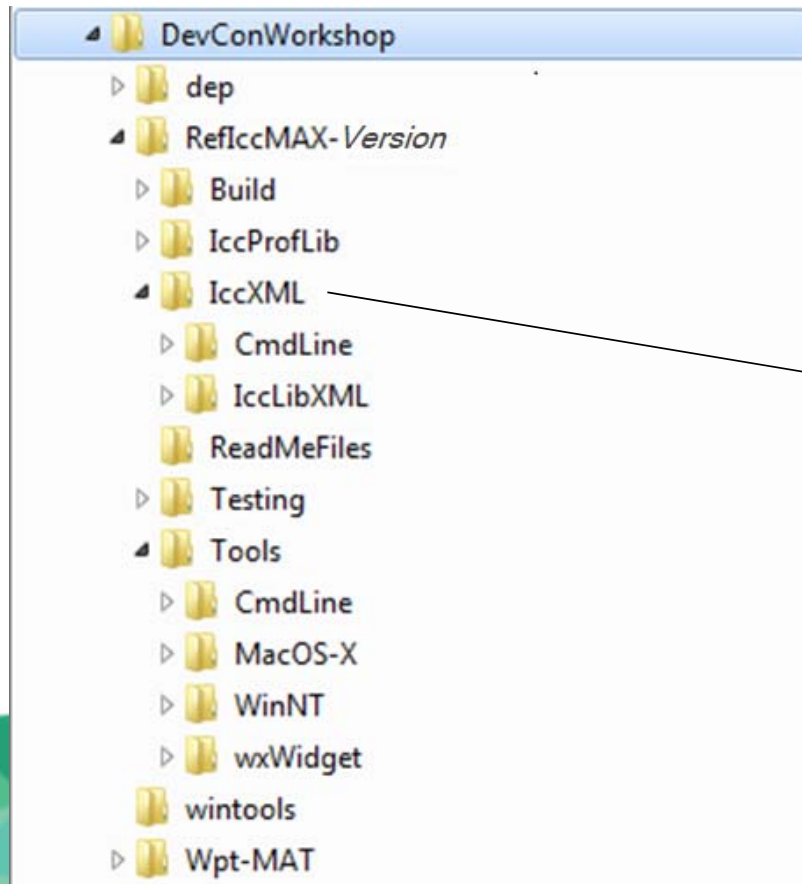 DevConWorkshop
dep
RefIccMAX-Version
Build
IccProfLib
IccXML
CmdLine
IccLibXML
ReadMeFiles
Testing
Tools
CmdLine
MacOS-X
WinNT
wxWidget
wintools
Wpt-MAT